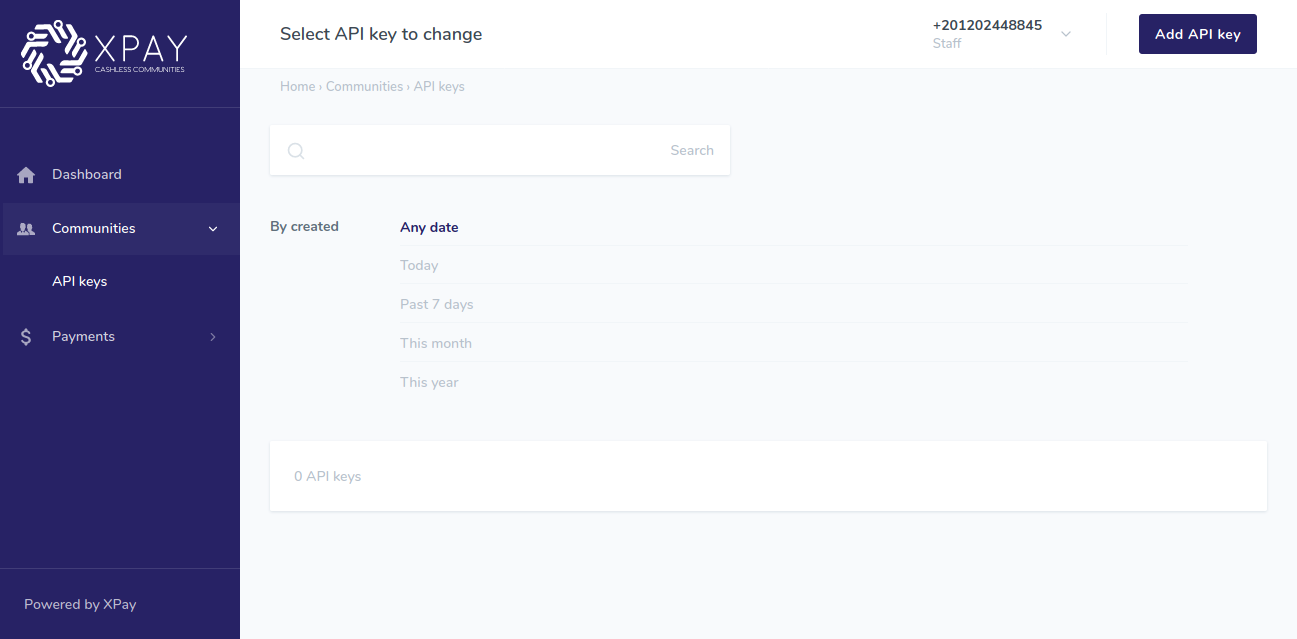 XPAY
CASHLESS COMMUNITIES
Select API key to change
+201202448845
Staff
Add API key
Home › Communities › API keys
Dashboard
Communities
API keys
Payments
Search
By created
Any date
Today
Past 7 days
This month
This year
0 API keys
Powered by XPay